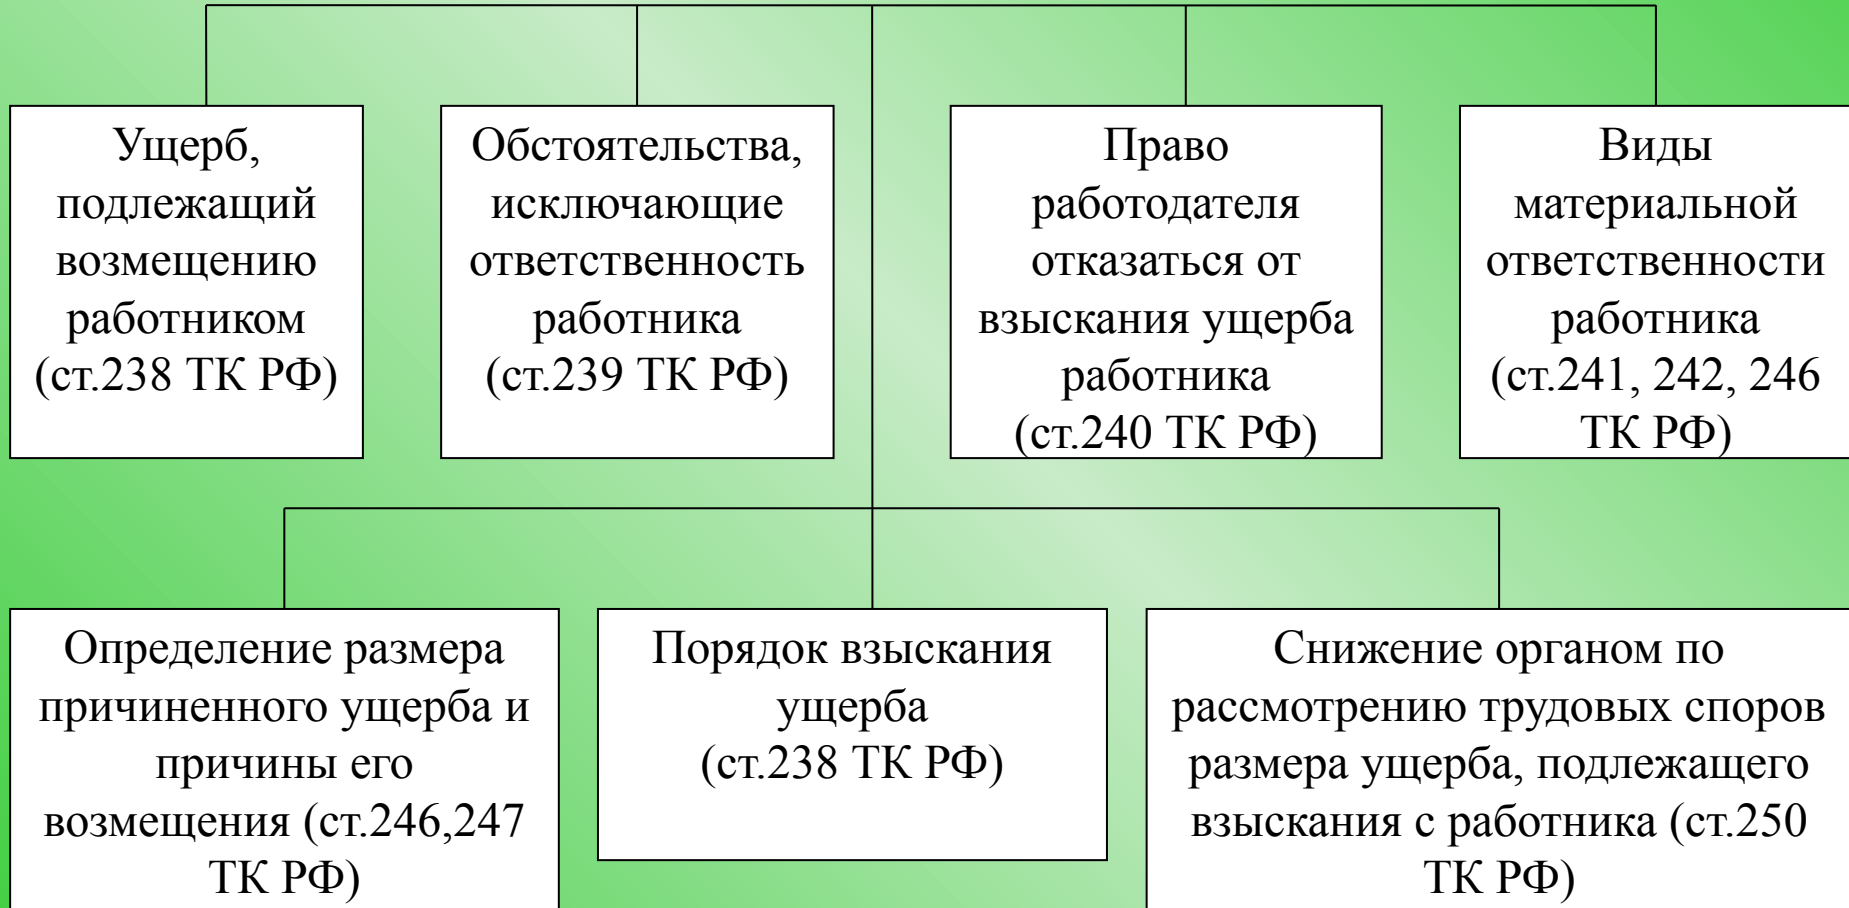 Ущерб,
подлежащий
возмещению
работником
(ст.238 ТК РФ)
Обстоятельства,
исключающие
ответственность
работника
(ст.239 ТК РФ)
Право
работодателя
отказаться от
взыскания ущерба
работника
(ст.240 ТК РФ)
Виды
материальной
ответственности
работника
(ст.241, 242, 246
ТК РФ)
Определение размера
причиненного ущерба и
причины его
возмещения (ст.246,247
ТК РФ)
Порядок взыскания
ущерба
(ст.238 ТК РФ)
Снижение органом по
рассмотрению трудовых споров
размера ущерба, подлежащего
взыскания с работника (ст.250
ТК РФ)